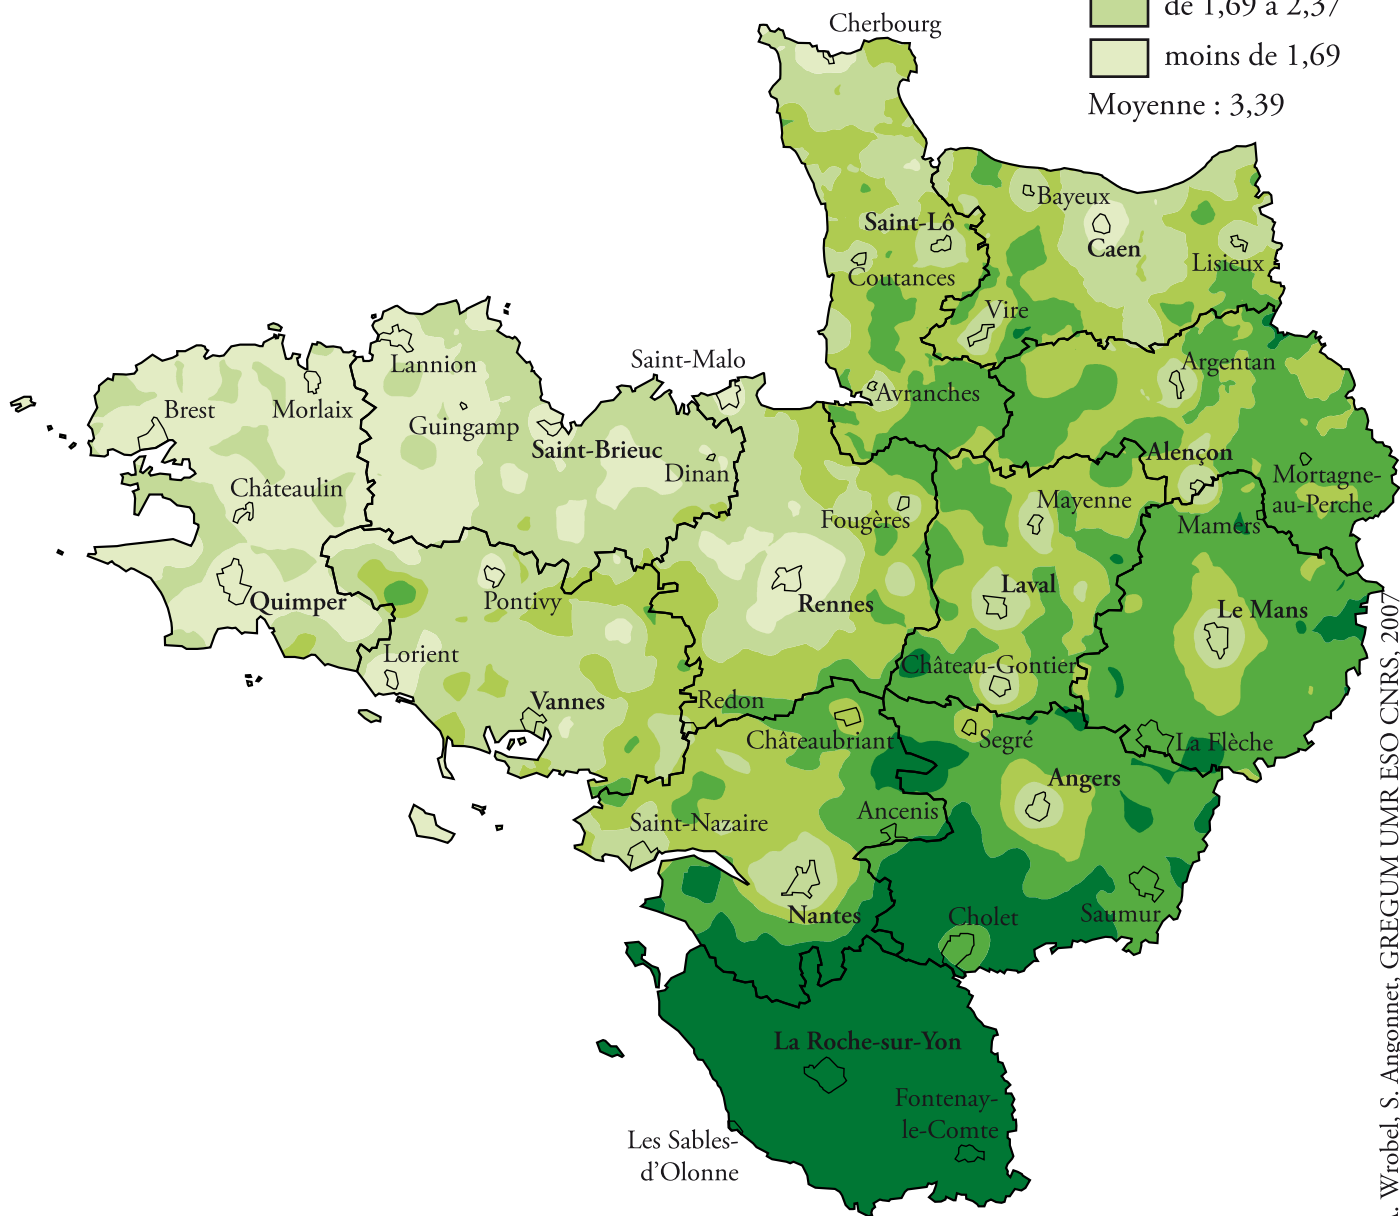 de 1,69 à 2,37
moins de 1,69
Moyenne : 3,39
Cherbourg
Bayeux
Saint-Lô
Caen
Lisieux
Coutances
Vire
Saint-Malo
Lannion
Argentan
Avranches
Brest
Morlaix
Guingamp
Saint-Brieuc
Dinan
Alençon
Mortagne-
au-Perche
Châteaulin
Mayenne
Fougères
Mamers
Laval
Quimper
Pontivy
Rennes
Le Mans
Lorient
Château-Gontier
Vannes
Redon
Châteaubriant
Segré
La Flèche
Angers
Ancenis
Saint-Nazaire
Nantes
Cholet
Saumur
La Roche-sur-Yon
Fontenay-
le-Comte
Les Sables-
d'Olonne
Wrobel, S. Angonnet, GREGUM UMR ESO CNRS, 2007